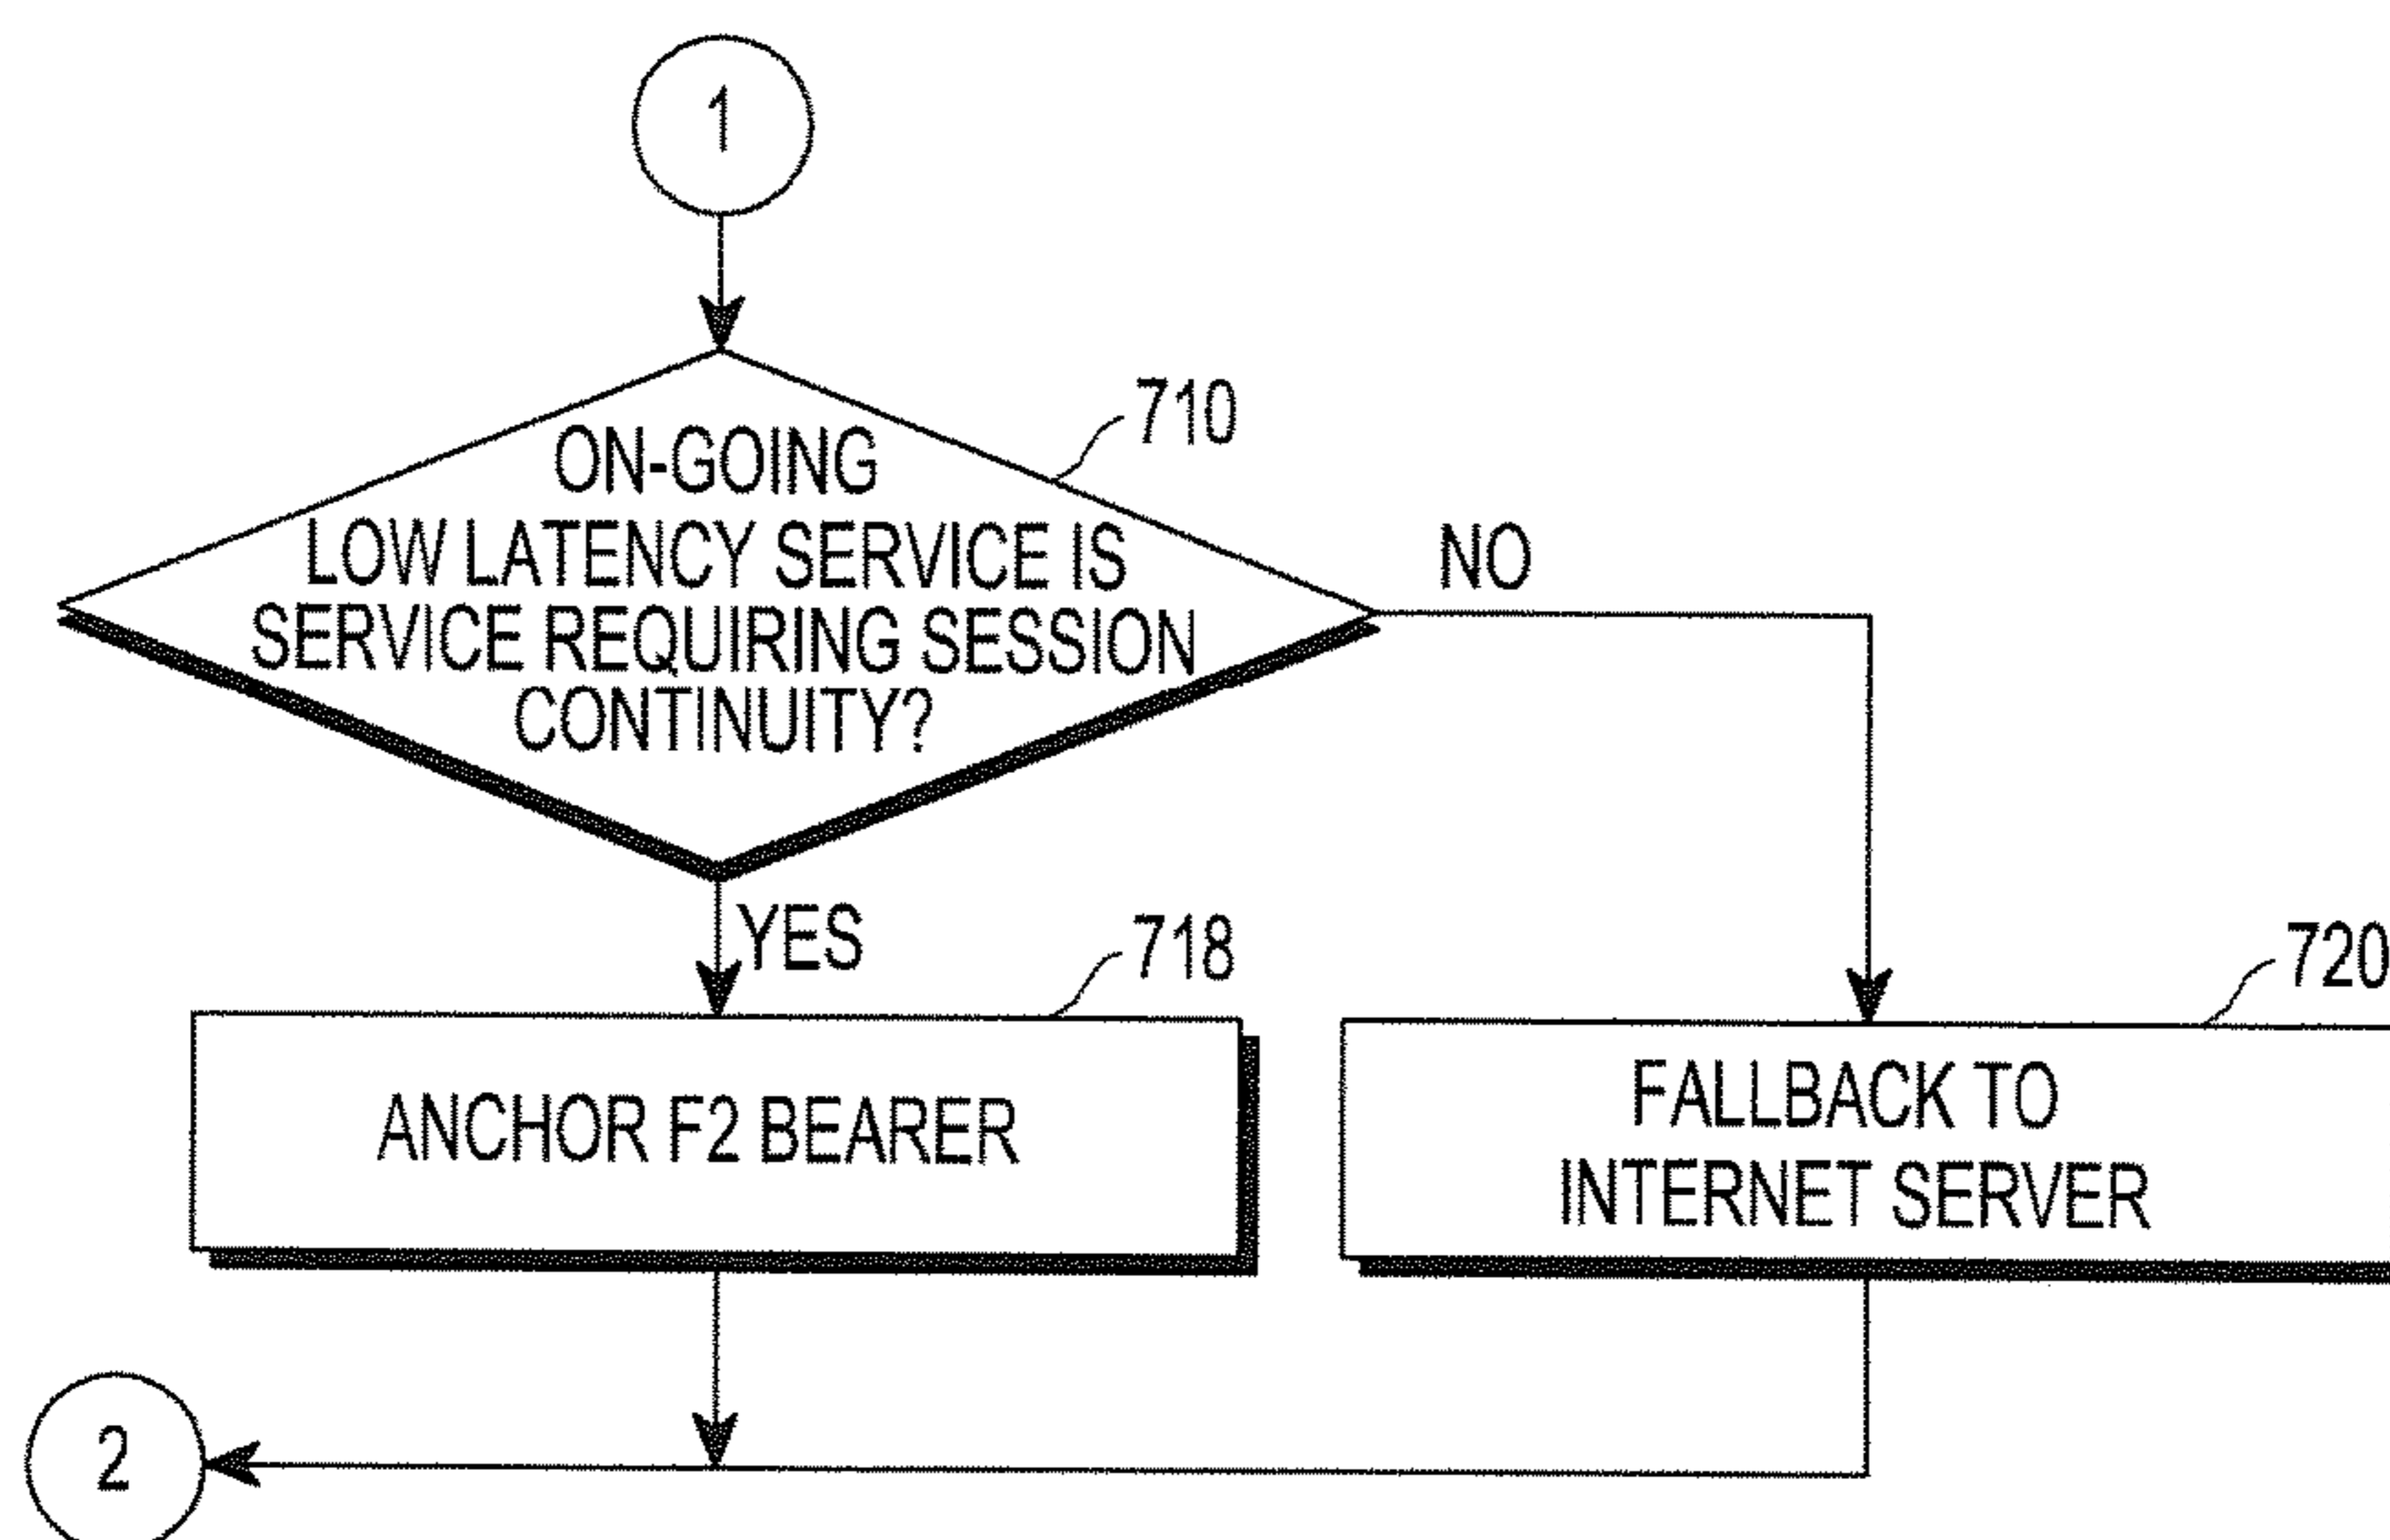 1
710
ON-GOING
LOW LATENCY SERVICE IS
SERVICE REQUIRING SESSION
CONTINUITY?
NO
YES
718
720
ANCHOR F2 BEARER
FALLBACK TO
INTERNET SERVER
2